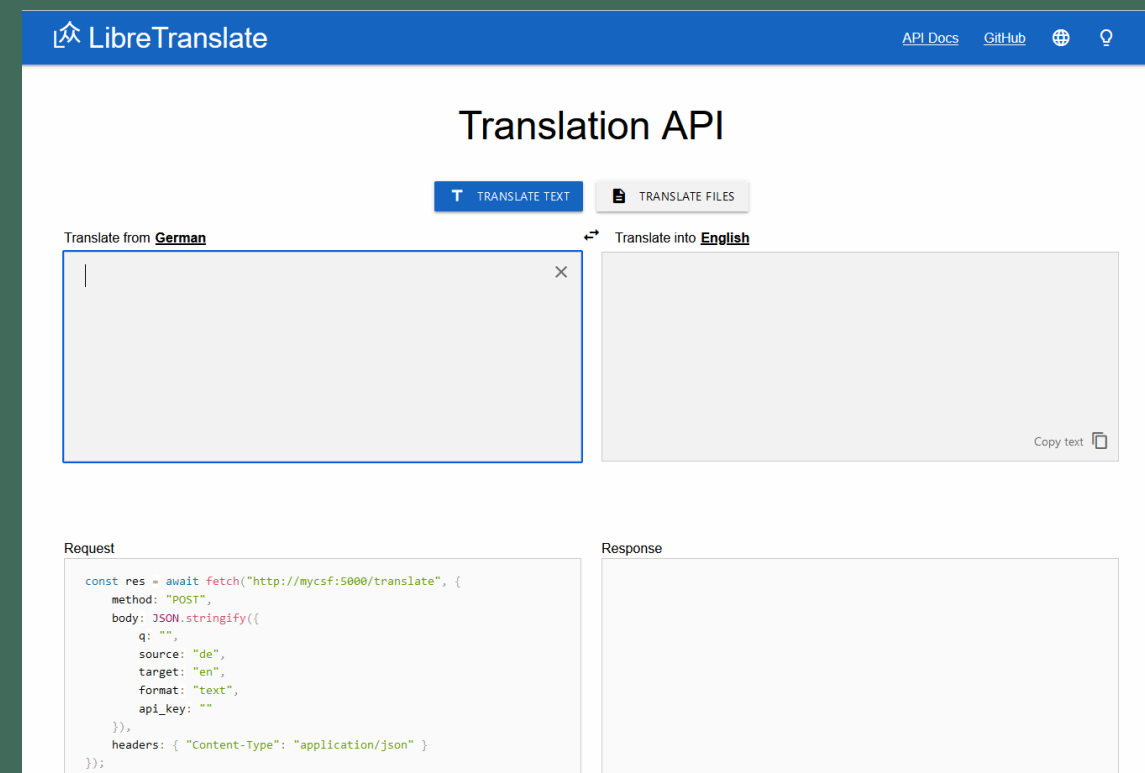 LibreTranslate
API Docs GitHub
Translation API
TRANSLATE TEXT TRANSLATE FILES
Translate from German
Translate into English
Copy text
Request
const res = await fetch("http://mycsf:5000/translate", {
method: "POST",
body: JSON.stringify({
q: "",
source: "de",
target: "en",
format: "text",
api_key: ""
}),
headers: { "Content-Type": "application/json" }
});
Response